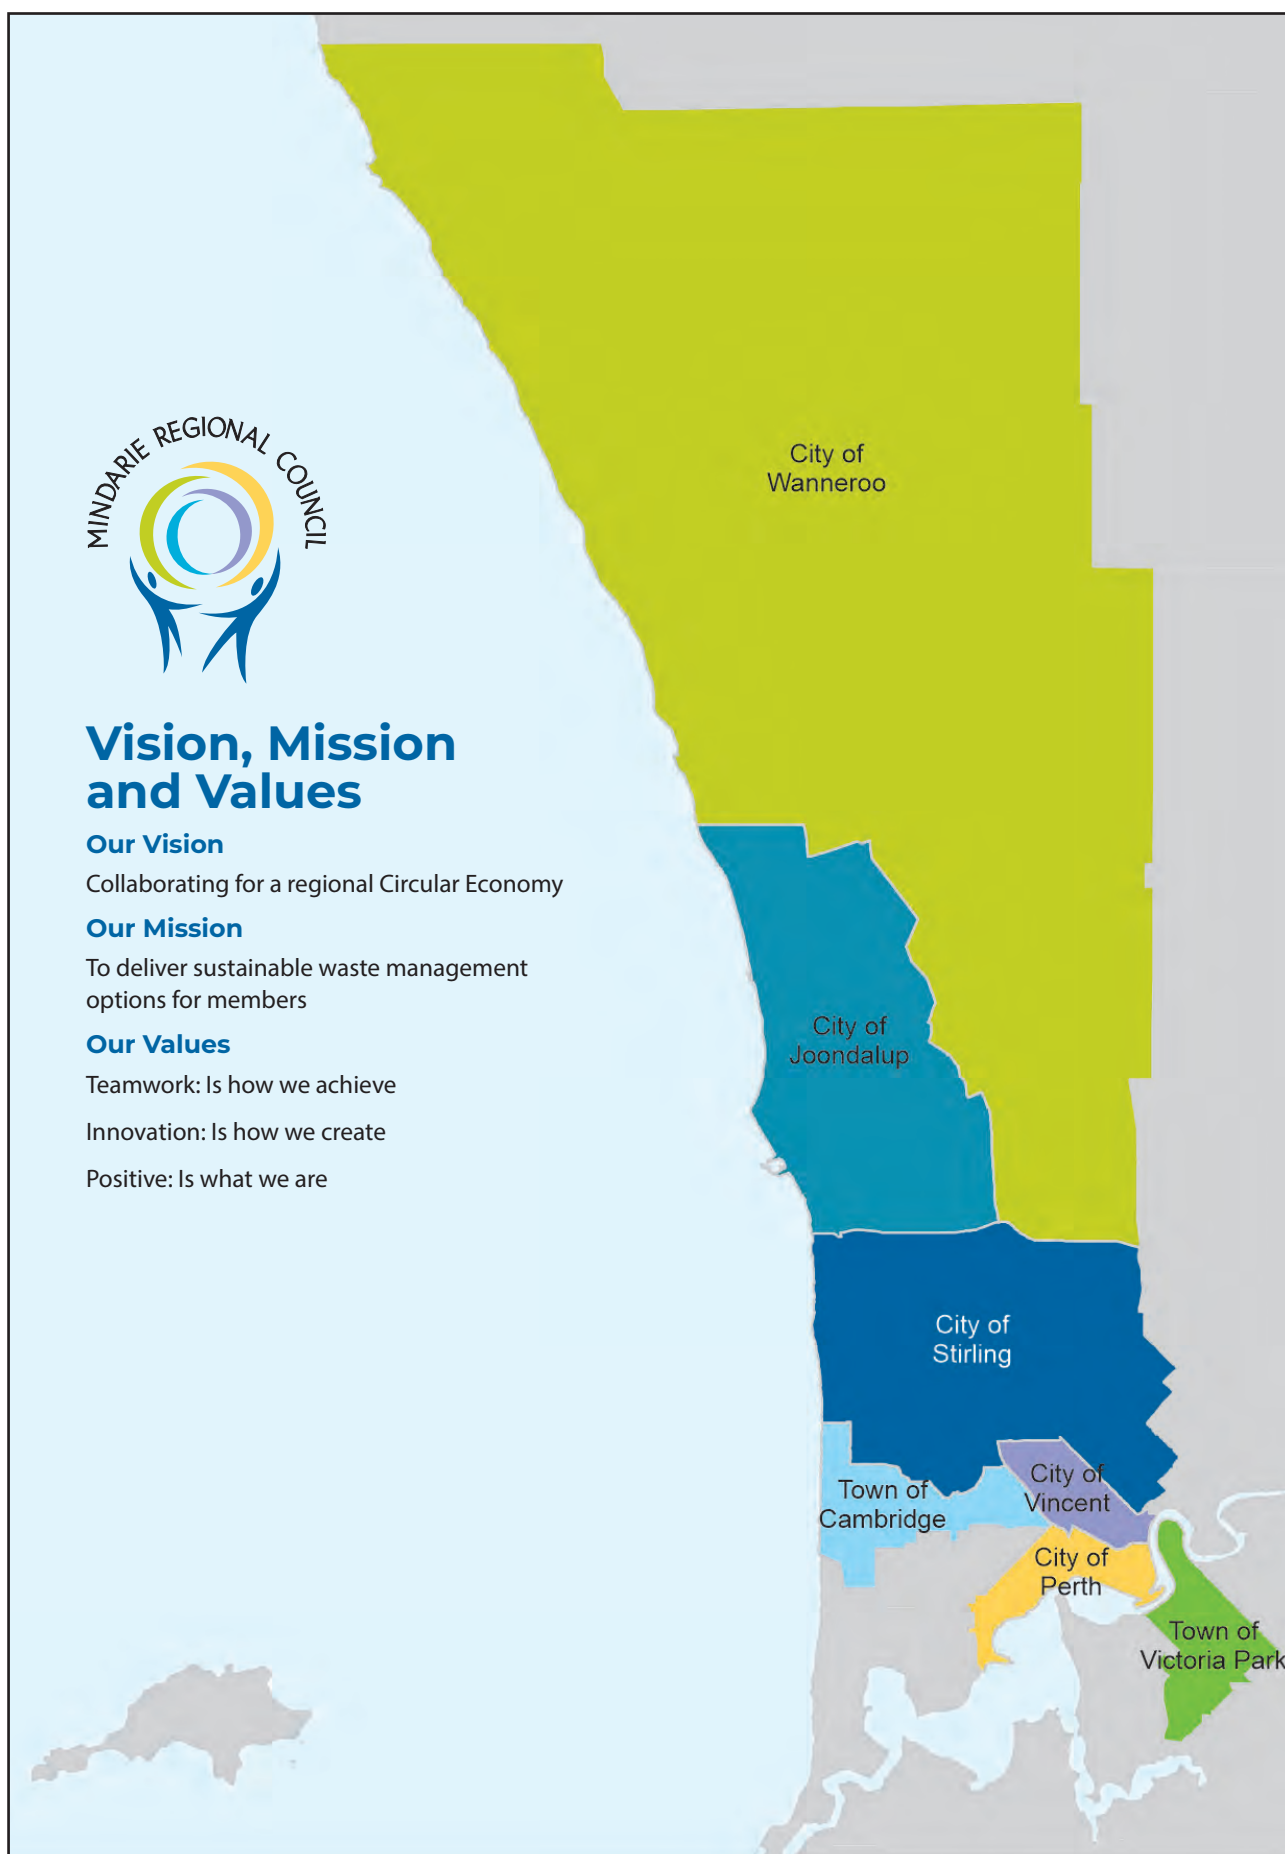 MINDARIE REGIONAL COUNCIL
Vision, Mission
and Values
Our Vision
Collaborating for a regional Circular Economy
Our Mission
To deliver sustainable waste management
options for members
Our Values
Teamwork: Is how we achieve
Innovation: Is how we create
Positive: Is what we are
City of
Wanneroo
City of
Joondalup
City of
Stirling
Town of
Cambridge
City of
Vincent
City of
Perth
Town of
Victoria Park